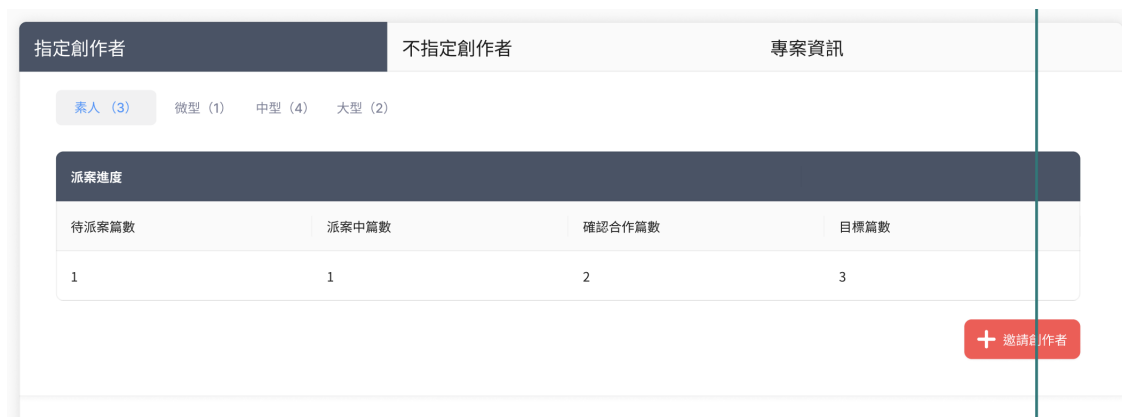 指定創作者 不指定創作者 專案資訊
素人 （3） 微型（1） 中型（4） 大型（2）
派案進度
待派案篇數 派案中篇數 確認合作篇數 目標篇數
1 1 2 3
邀請創作者